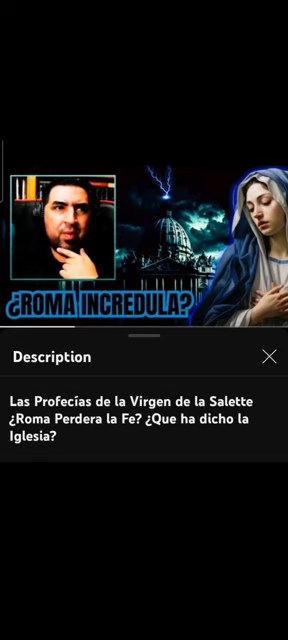 ¿ROMA INCREDULA?
Description
Las Profecías de la Virgen de la Salette
¿Roma Perdera la Fe? ¿Que ha dicho la
Iglesia?